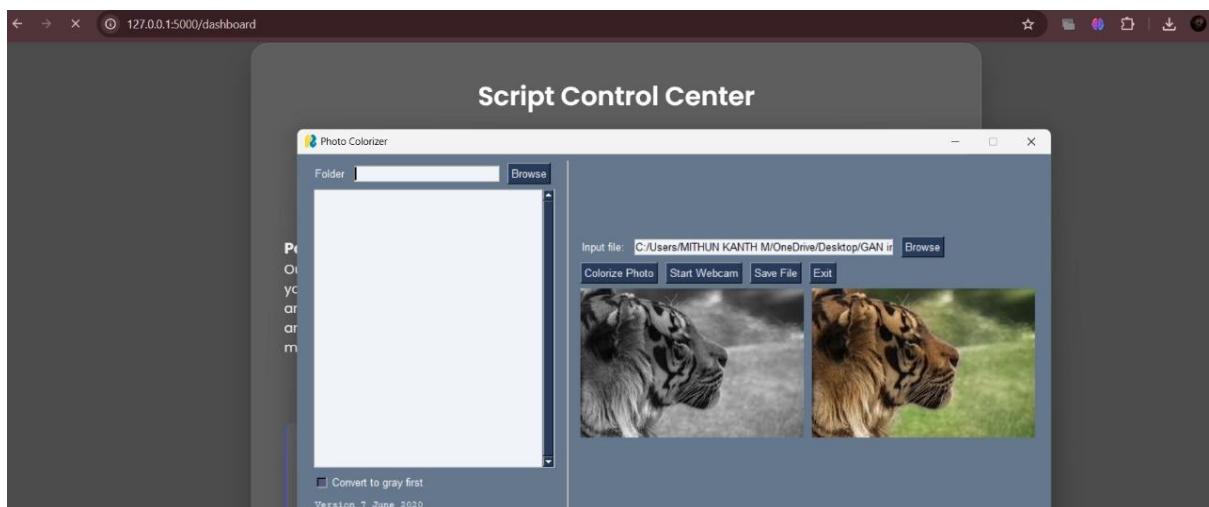 127.0.0.1:5000/dashboard
Script Control Center
Photo Colorizer
Folder
Browse
Input file: C:/Users/MITHUN KANTH M/OneDrive/Desktop/GAN Browse
Colorize Photo Start Webcam Save File Exit
Convert to gray first
Version 7 June 2020